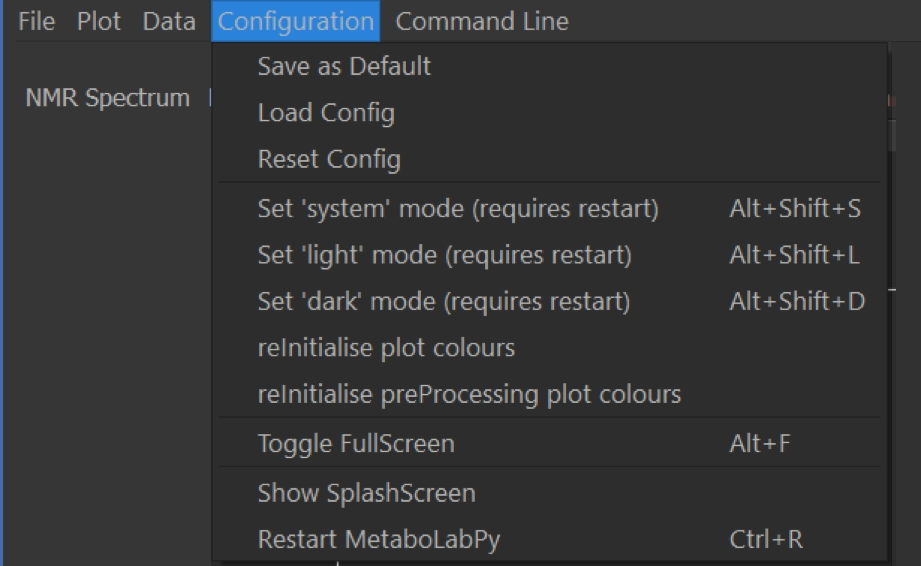 File Plot Data Configuration Command Line
Save as Default
NMR Spectrum
Load Config
Reset Config
Set 'system' mode (requires restart) Alt+Shift+S
Set 'light' mode (requires restart) Alt+Shift+L
Set 'dark' mode (requires restart) Alt+Shift+D
reInitialise plot colours
reInitialise preProcessing plot colours
Toggle FullScreen Alt+F
Show SplashScreen
Restart MetaboLabPy Ctrl+R